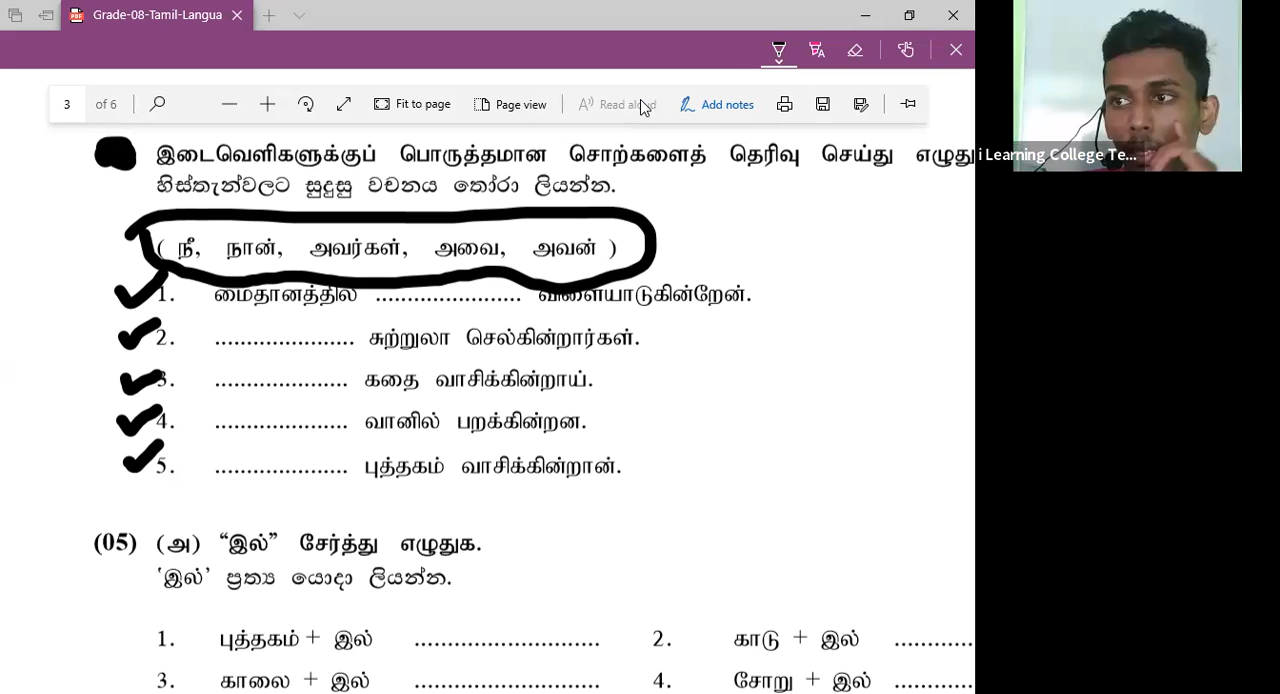 Grade-08-Tamil-Langua
3 of 6 Fit to page Page view Read aloud Add notes
இடைவெளிகளுக்குப் பொருத்தமான சொற்களைத் தெரிவு செய்து எழுது
i Learning College Te...
හිස්තැන්වලට සුදුසු වචනය තෝරා ලියන්න.
( நீ, நான், அவர்கள், அவை, அவன் )
1. மைதானத்தில் ....................... விளையாடுகின்றேன்.
2. ...................... சுற்றுலா செல்கின்றார்கள்.
3. ..................... கதை வாசிக்கின்றாய்.
4. ..................... வானில் பறக்கின்றன.
5. ..................... புத்தகம் வாசிக்கின்றான்.
(05) (அ) “இல்” சேர்த்து எழுதுக.
‘இல்’ ප්‍රත්‍ය යොදා ලියන්න.
1. புத்தகம் + இல் ............................. 2. காடு + இல் ............
3. காலை + இல் ............................. 4. சோறு + இல் ............